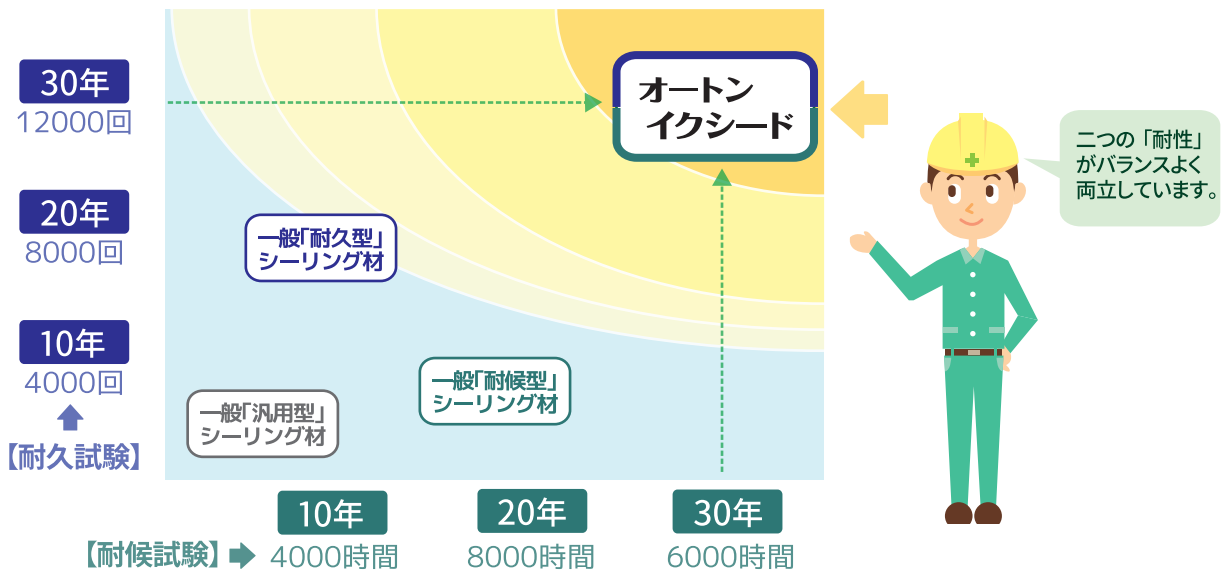 30年
12000回
20年
8000回
10年
4000回
【耐久試験】
オートン
イクシード
一般「耐久型」
シーリング材
一般「耐候型」
シーリング材
一般「汎用型」
シーリング材
二つの「耐性」
がバランスよく
両立しています。
【耐候試験】
10年
4000時間
20年
8000時間
30年
6000時間